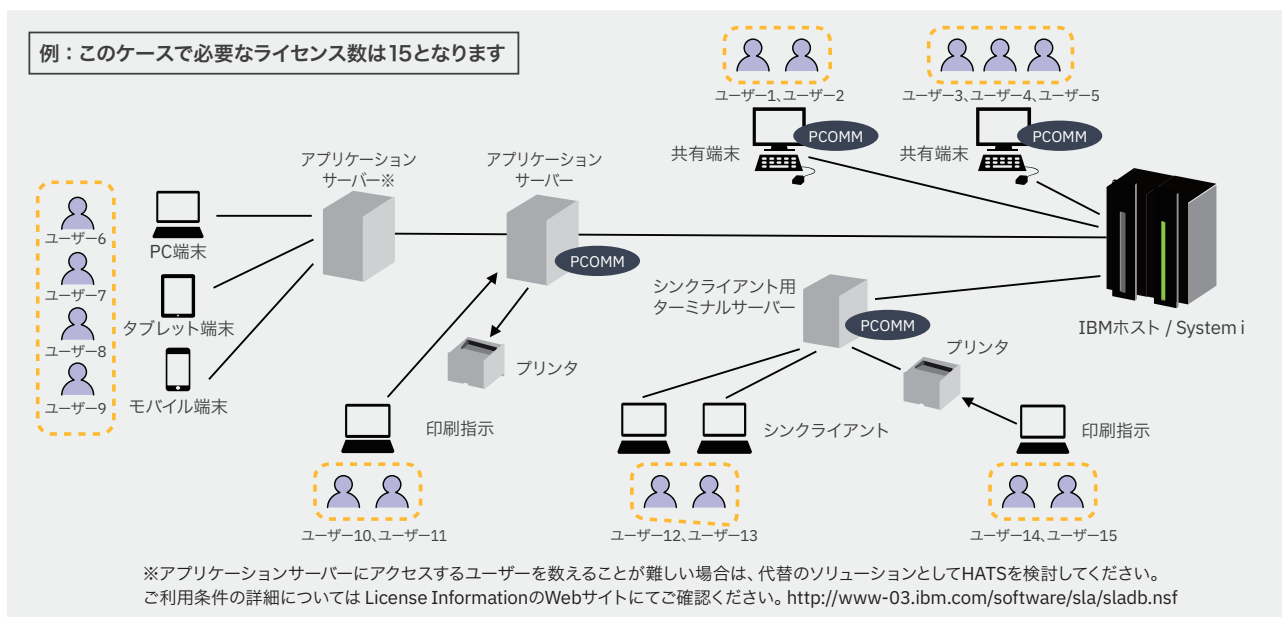 例：このケースで必要なライセンス数は15となります
ユーザー1、ユーザー2
ユーザー3、ユーザー4、ユーザー5
PCOMM
PCOMM
共有端末
共有端末
アプリケーション
サーバー※
アプリケーション
サーバー
ユーザー6
PC端末
ユーザー7
タブレット端末
ユーザー8
モバイル端末
ユーザー9
PCOMM
シンクライアント用
ターミナルサーバー
PCOMM
IBMホスト / System i
プリンタ
プリンタ
印刷指示
シンクライアント
印刷指示
ユーザー10、ユーザー11
ユーザー12、ユーザー13
ユーザー14、ユーザー15
※アプリケーションサーバーにアクセスするユーザーを数えることが難しい場合は、代替のソリューションとしてHATSを検討してください。
ご利用条件の詳細については License InformationのWebサイトにてご確認ください。http://www-03.ibm.com/software/sla/sladb.nsf